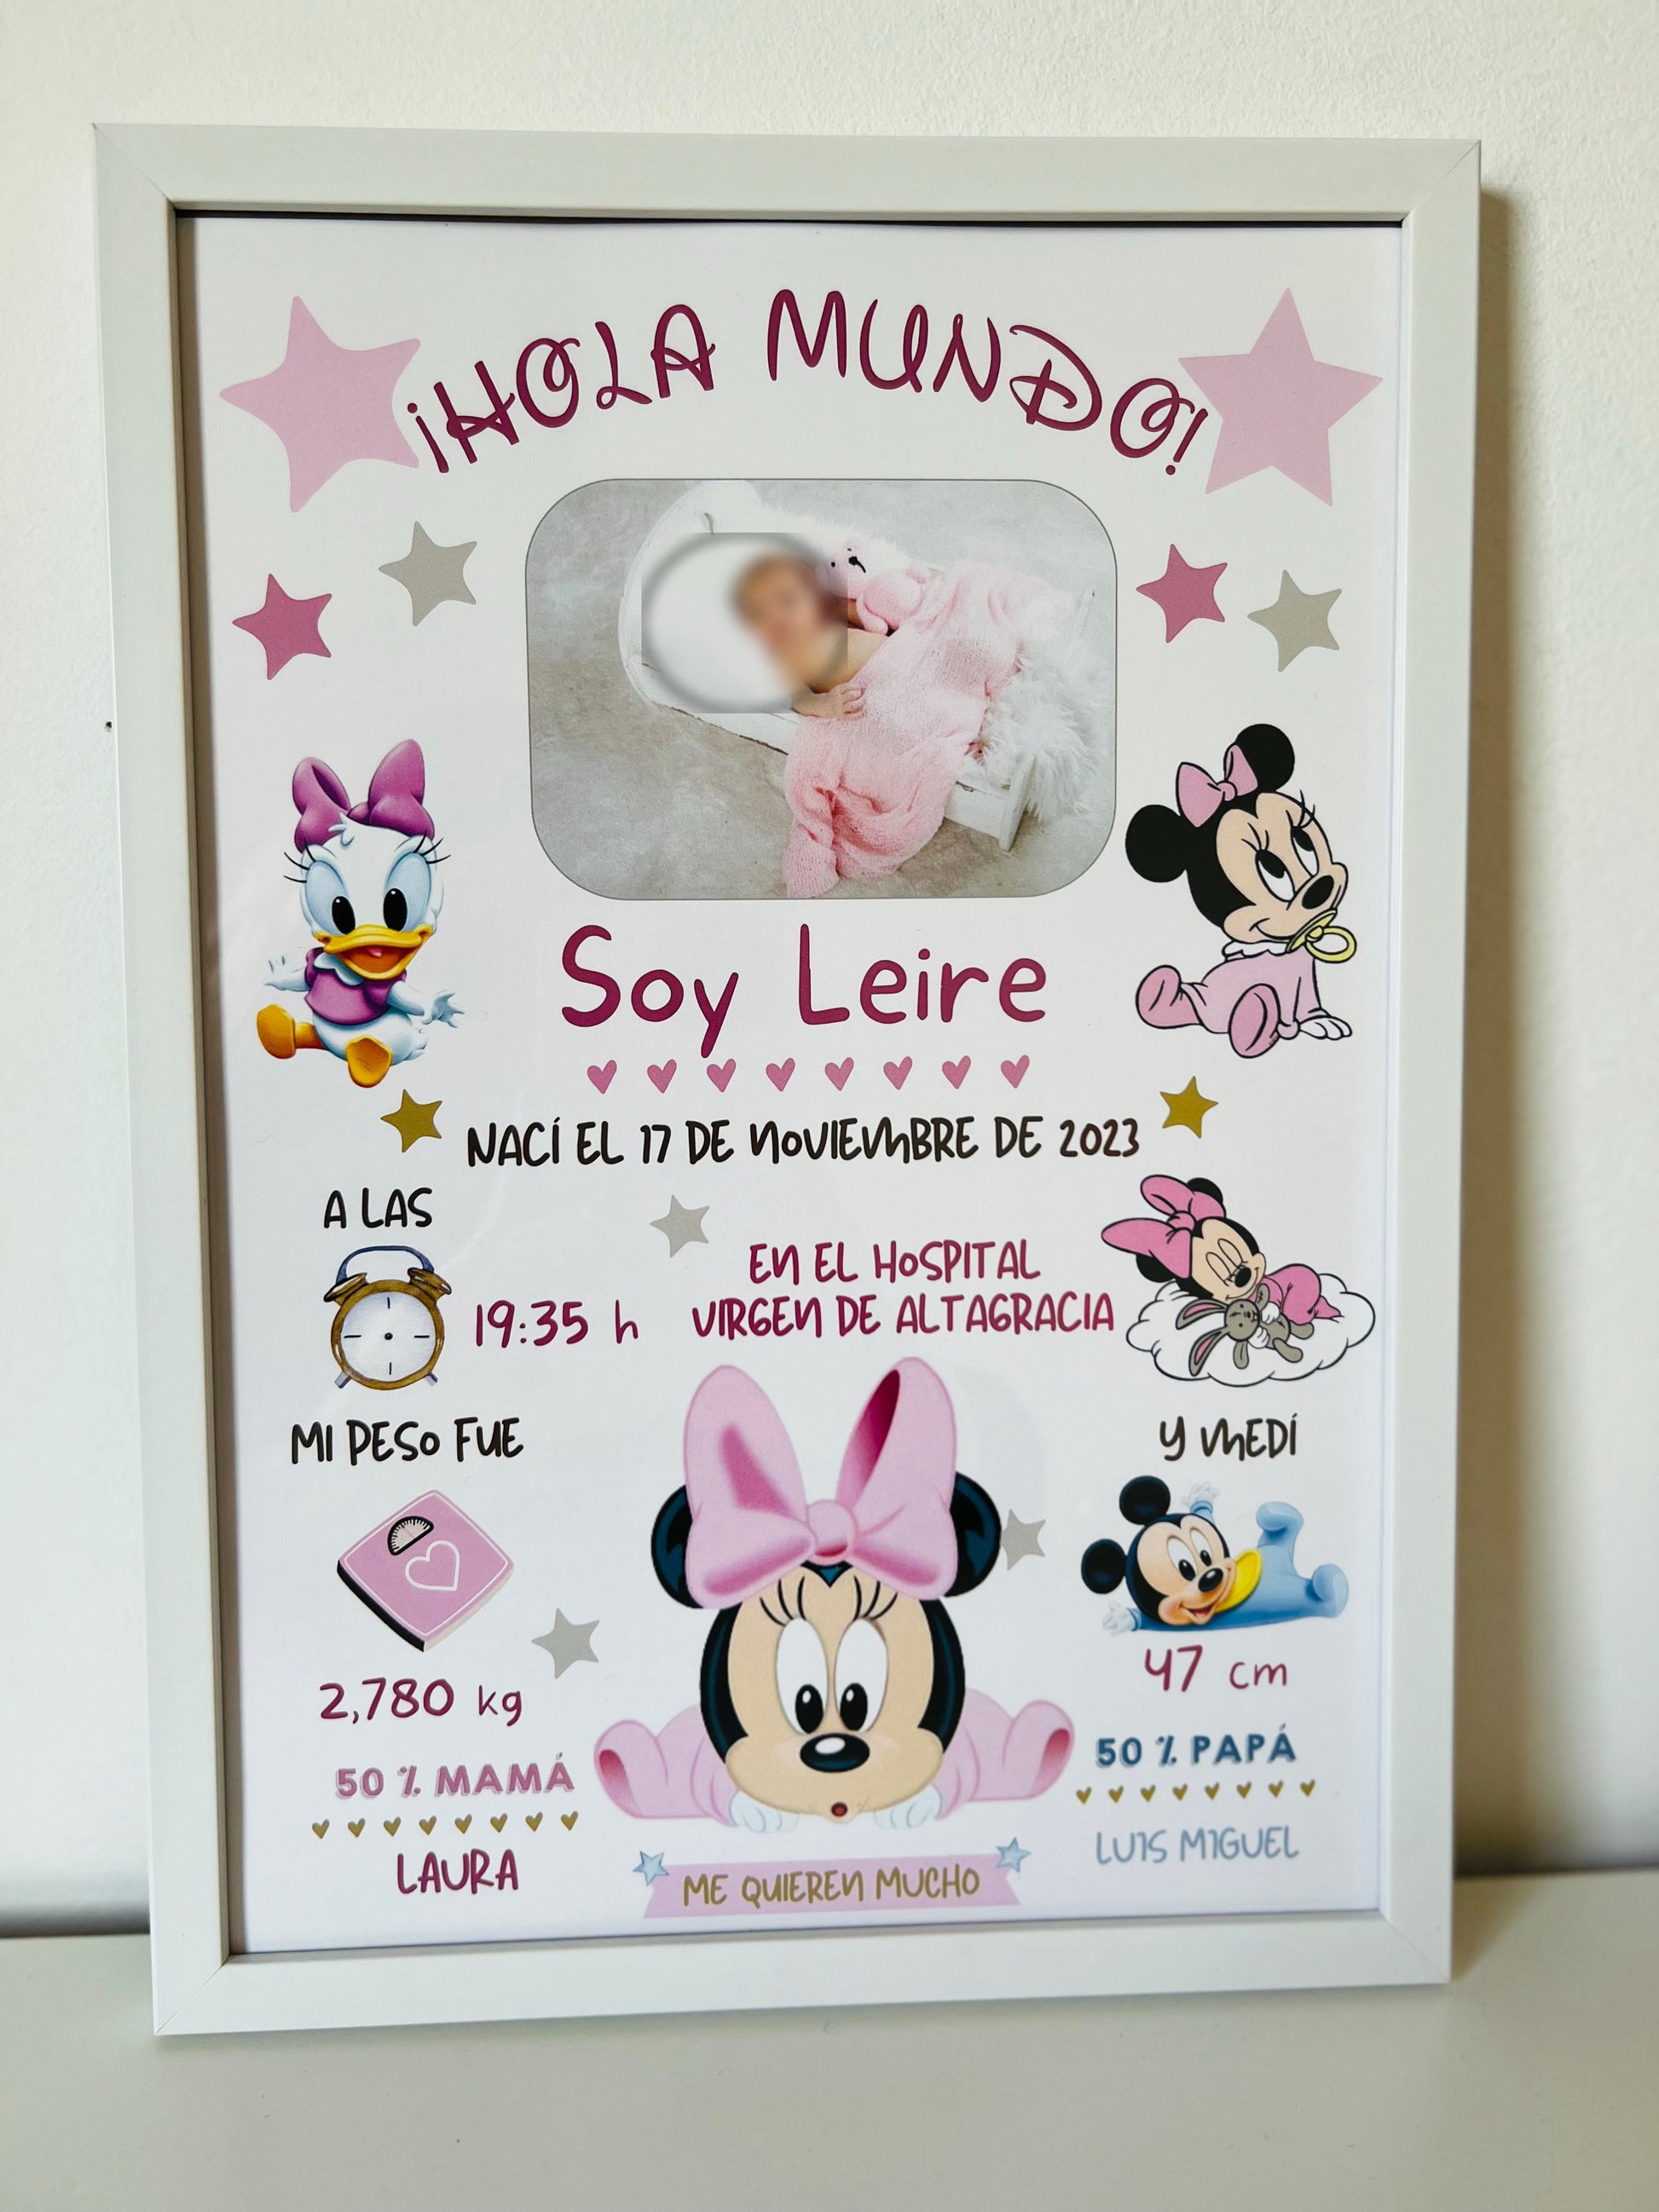 ¡HOLA MUNDO!
Soy Leire
NACÍ EL 17 DE NOVIEMBRE DE 2023
A LAS
19:35 h
EN EL HOSPITAL
VIRGEN DE ALTAGRACIA
MI PESO FUE
2,780 kg
Y MEDÍ
47 cm
50 % MAMÁ
LAURA
50 % PAPÁ
LUIS MIGUEL
ME QUIEREN MUCHO